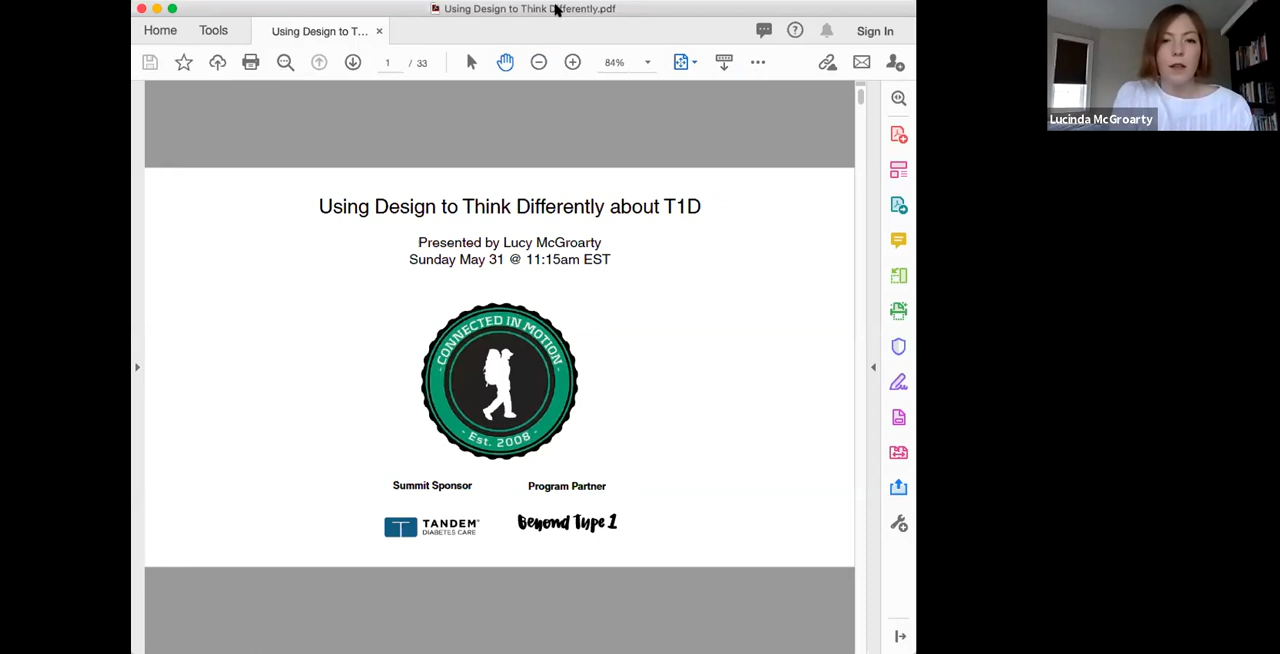 Using Design to Think Differently.pdf
Home
Tools
Using Design to T...
Sign In
1 / 33
84%
Using Design to Think Differently about T1D
Presented by Lucy McGroarty
Sunday May 31 @ 11:15am EST
CONNECTED IN MOTION
- Est. 2008 -
Summit Sponsor
Program Partner
TANDEM
DIABETES CARE
Beyond Type 1
Lucinda McGroarty